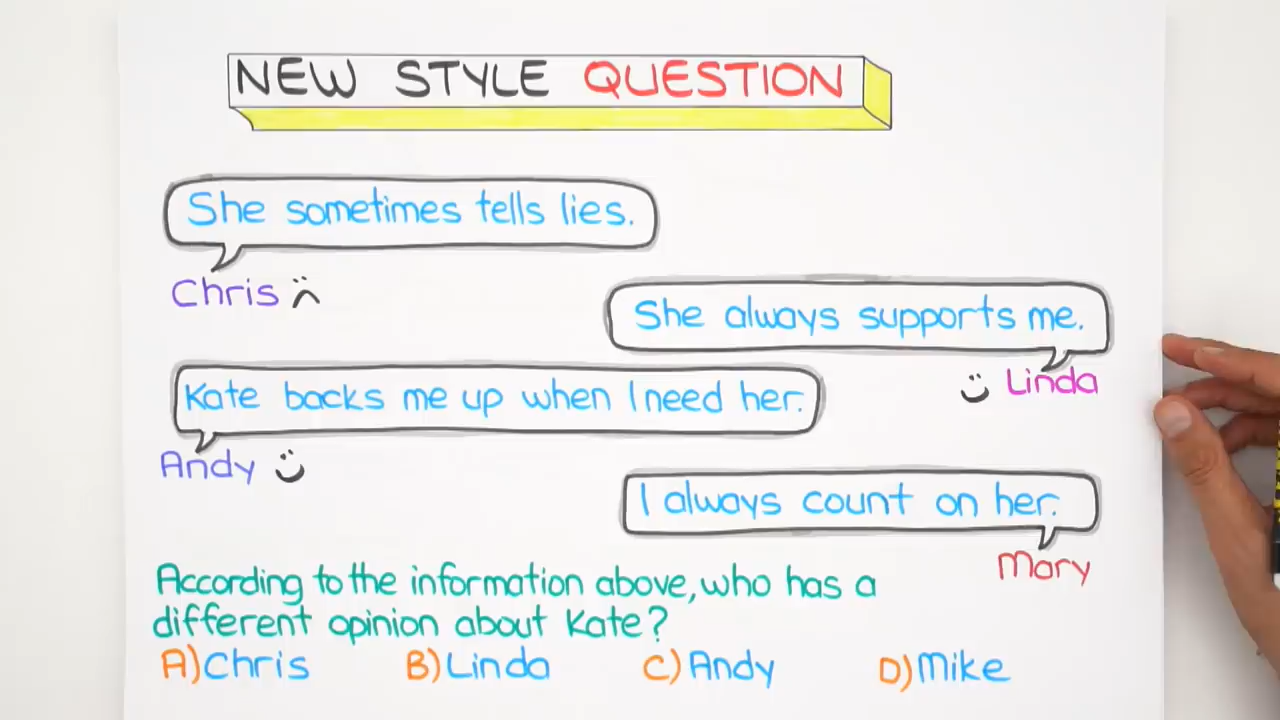 NEW STYLE QUESTION
She sometimes tells lies.
Chris
She always supports me.
Linda
Kate backs me up when I need her.
Andy
I always count on her.
Mary
According to the information above, who has a
different opinion about Kate?
A) Chris B) Linda C) Andy D) Mike